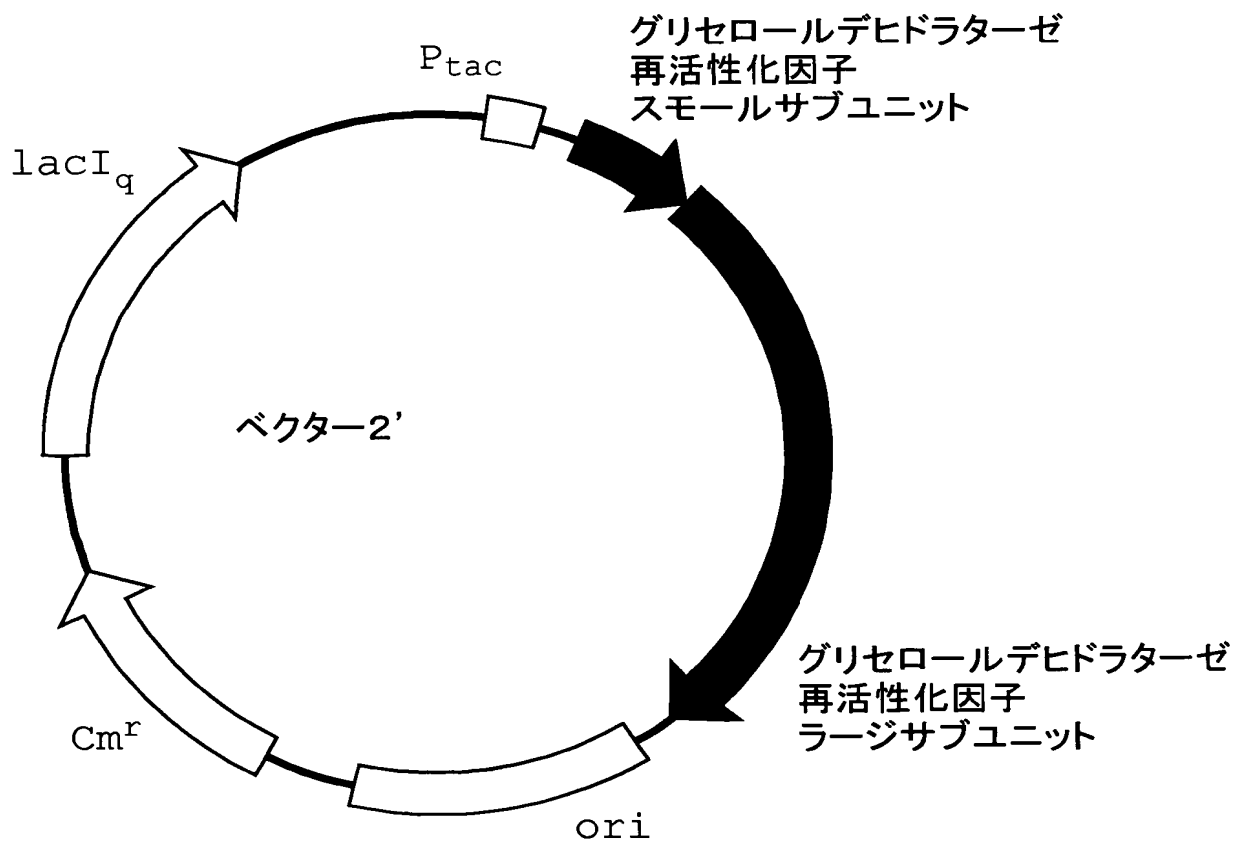 グリセロールデヒドラターゼ
再活性化因子
スモールサブユニット
Ptac
lacIq
ベクター2'
グリセロールデヒドラターゼ
再活性化因子
ラージサブユニット
Cmr
ori